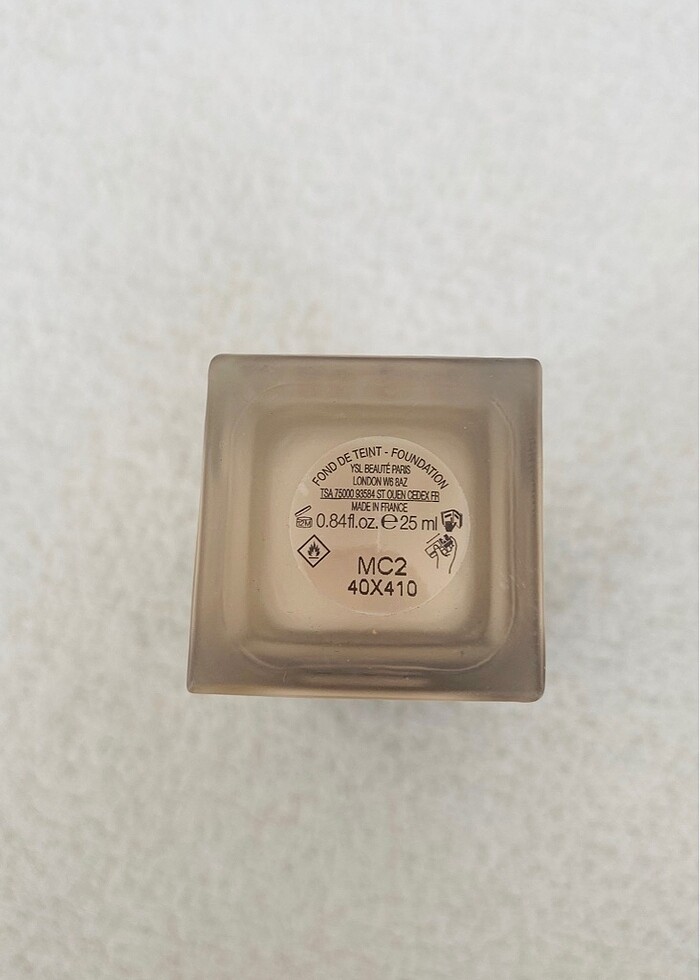 FOND DE TEINT - FOUNDATION
YSL BEAUTÉ PARIS
LONDON W6 8AZ
TSA 75000 93584 ST OUEN CEDEX FR
MADE IN FRANCE
0.84fl.oz. ℮ 25 ml
MC2
40X410